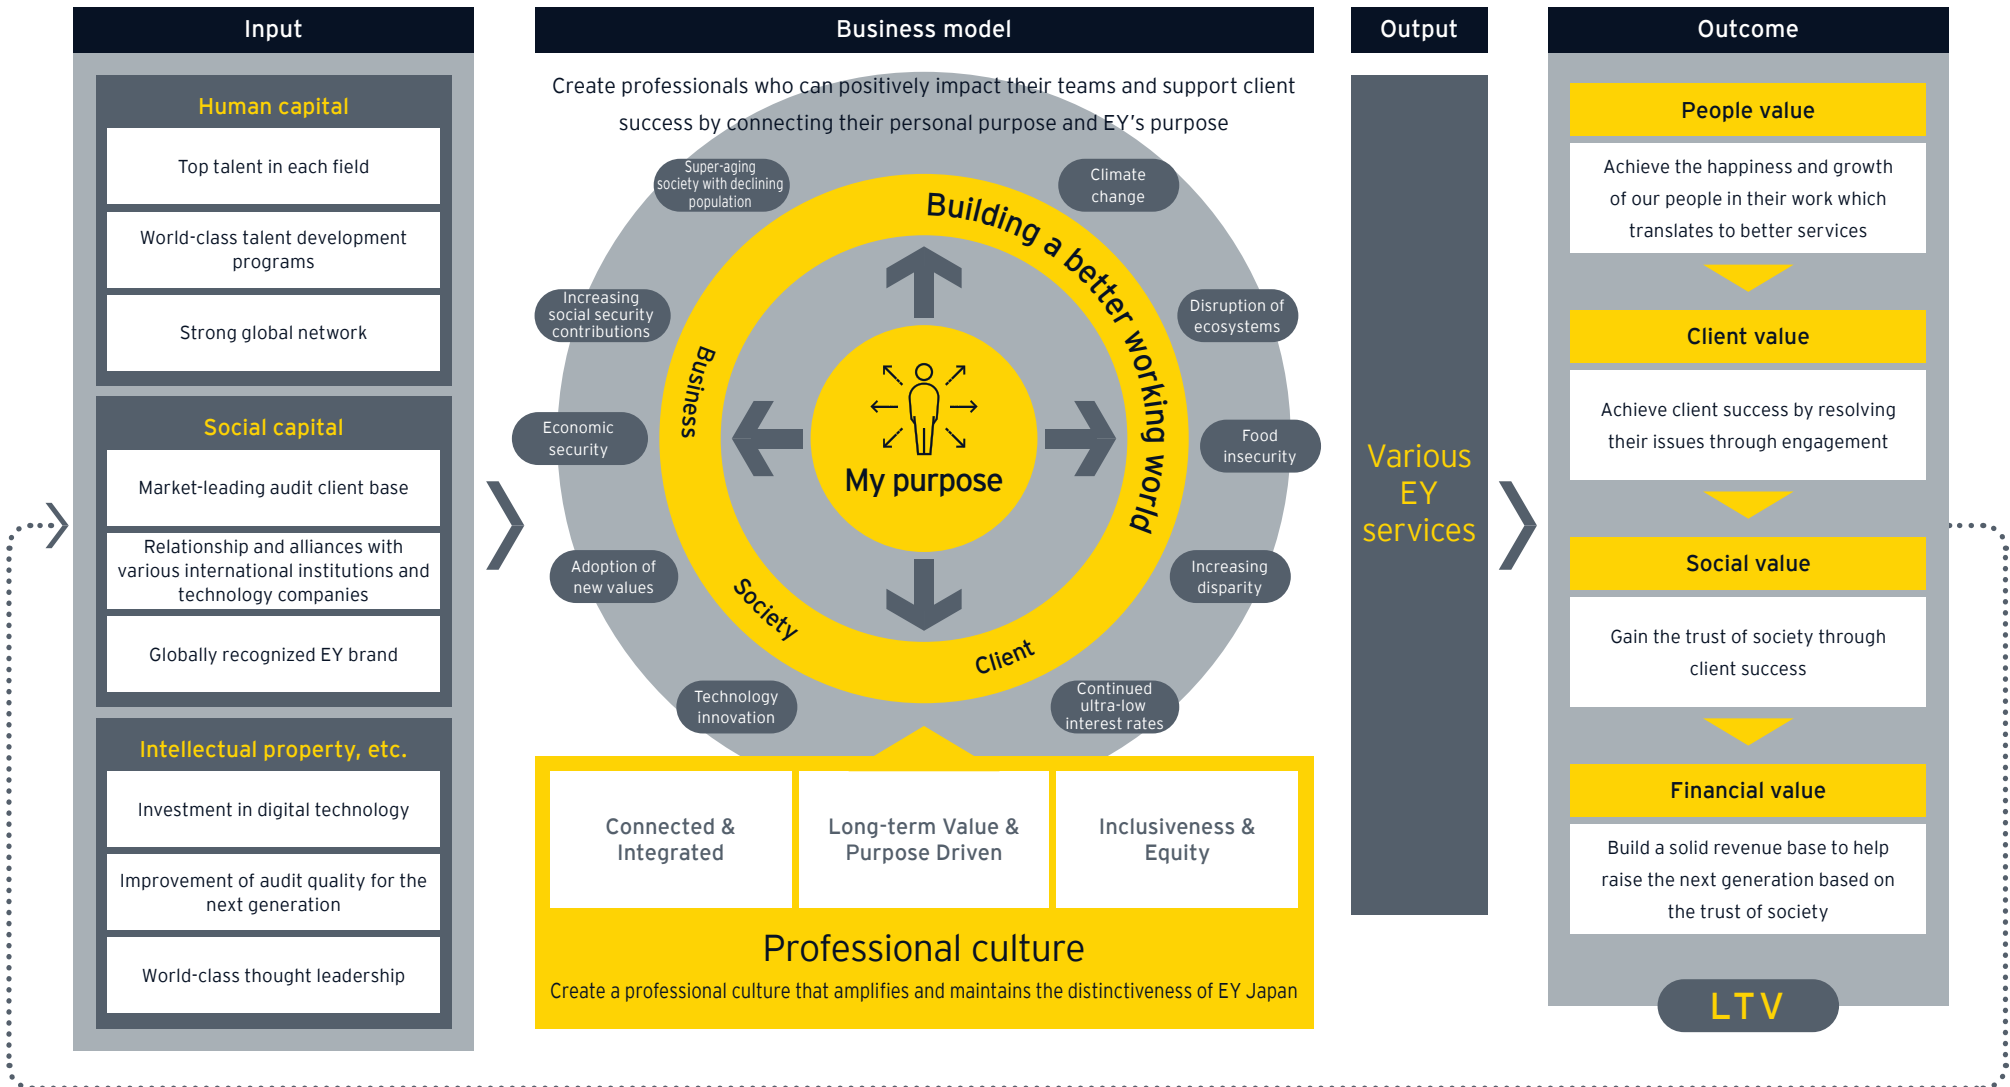 Input
Human capital
Top talent in each field
World-class talent development
programs
Strong global network
Social capital
Market-leading audit client base
Relationship and alliances with
various international institutions and
technology companies
Globally recognized EY brand
Intellectual property, etc.
Investment in digital technology
Improvement of audit quality for the
next generation
World-class thought leadership
Business model
Create professionals who can positively impact their teams and support client
success by connecting their personal purpose and EY's purpose
Super-aging
society with declining
population
Climate
change
Increasing
social security
contributions
Disruption of
ecosystems
Economic
security
Food
insecurity
Adoption of
new values
Increasing
disparity
Technology
innovation
Continued
ultra-low
interest rates
Building a better working world
Business
Society
Client
My purpose
Connected &
Integrated
Long-term Value &
Purpose Driven
Inclusiveness &
Equity
Professional culture
Create a professional culture that amplifies and maintains the distinctiveness of EY Japan
Output
Various
EY
services
Outcome
People value
Achieve the happiness and growth
of our people in their work which
translates to better services
Client value
Achieve client success by resolving
their issues through engagement
Social value
Gain the trust of society through
client success
Financial value
Build a solid revenue base to help
raise the next generation based on
the trust of society
LTV